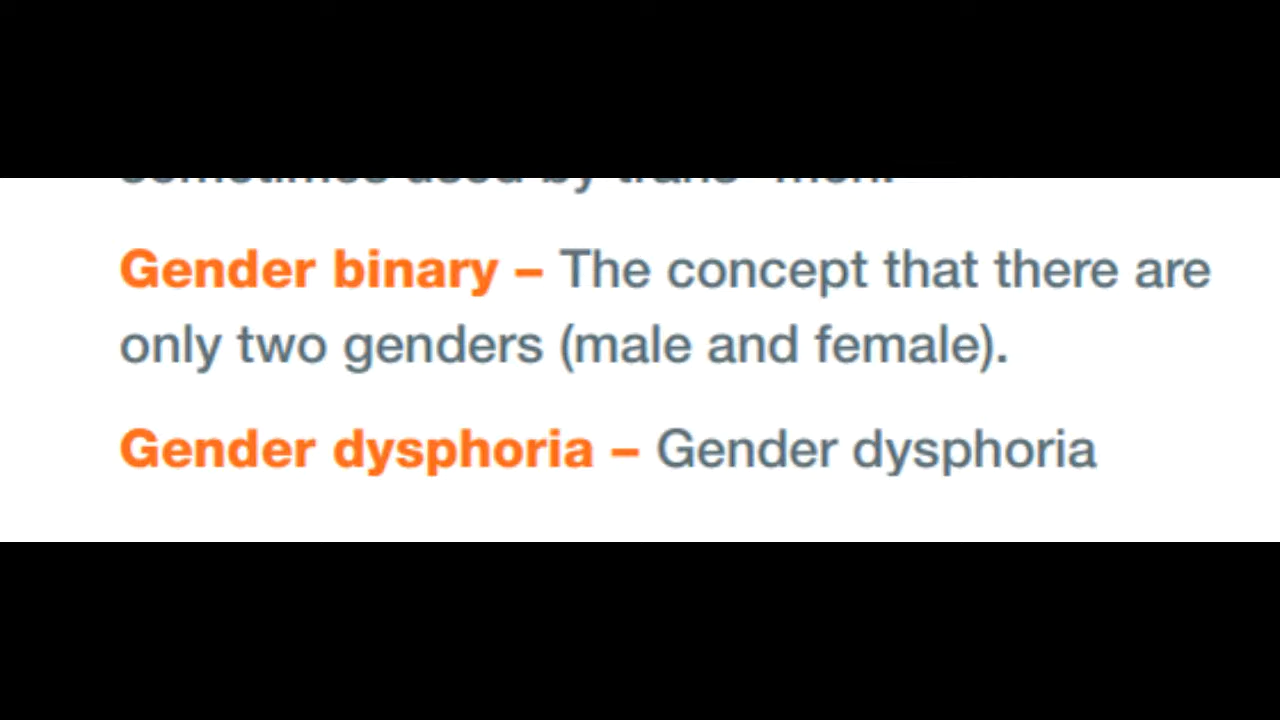 Gender binary – The concept that there are
only two genders (male and female).
Gender dysphoria – Gender dysphoria